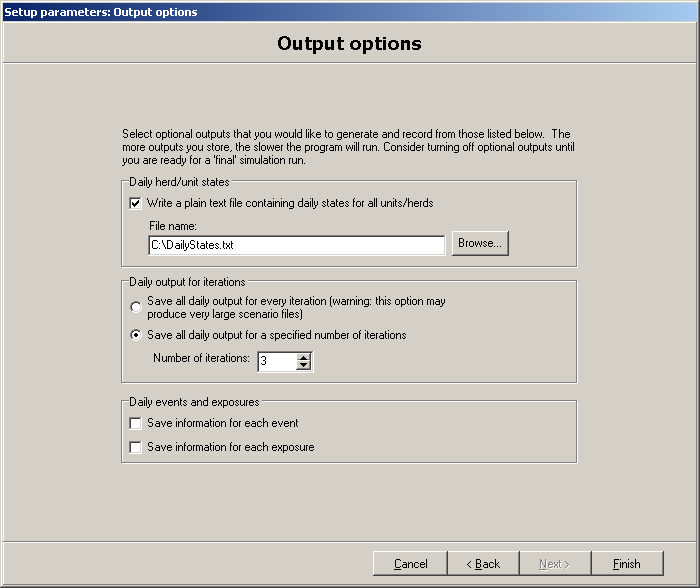 Setup parameters: Output options
Output options
Select optional outputs that you would like to generate and record from those listed below.  The
more outputs you store, the slower the program will run. Consider turning off optional outputs until
you are ready for a 'final' simulation run.
Daily herd/unit states
Write a plain text file containing daily states for all units/herds
File name:
C:\DailyStates.txt
Browse...
Daily output for iterations
Save all daily output for every iteration (warning: this option may
produce very large scenario files)
Save all daily output for a specified number of iterations
Number of iterations: 3
Daily events and exposures
Save information for each event
Save information for each exposure
Cancel < Back Next > Finish